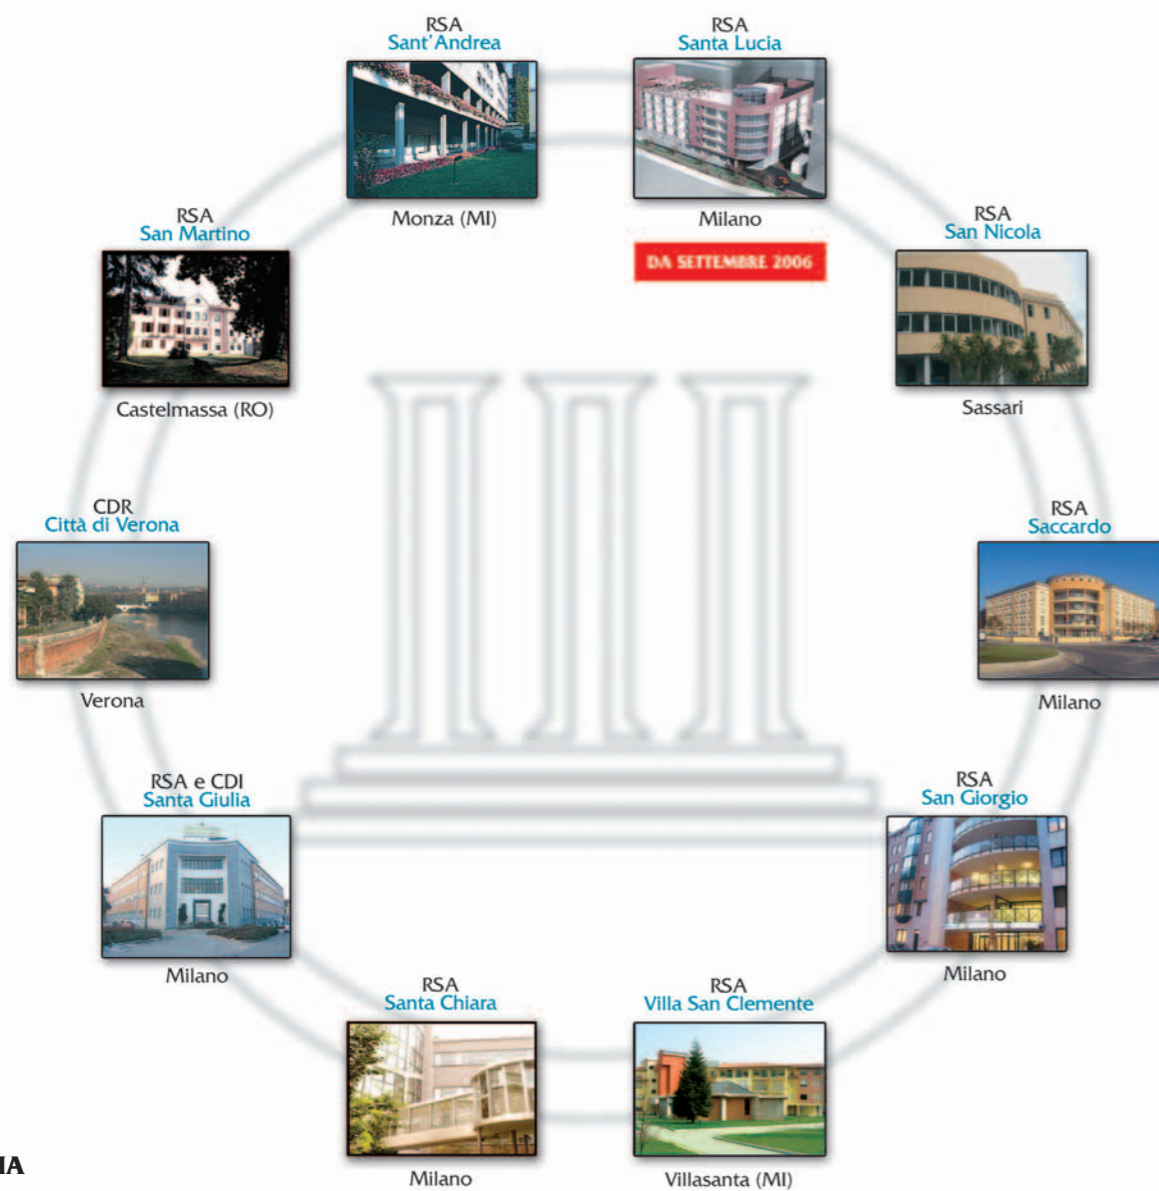 RSA
Sant'Andrea
Monza (MI)
RSA
Santa Lucia
Milano
DA SETTEMBRE 2006
RSA
San Martino
Castelmassa (RO)
RSA
San Nicola
Sassari
CDR
Città di Verona
Verona
RSA
Saccardo
Milano
RSA e CDI
Santa Giulia
Milano
RSA
San Giorgio
Milano
RSA
Santa Chiara
Milano
RSA
Villa San Clemente
Villasanta (MI)